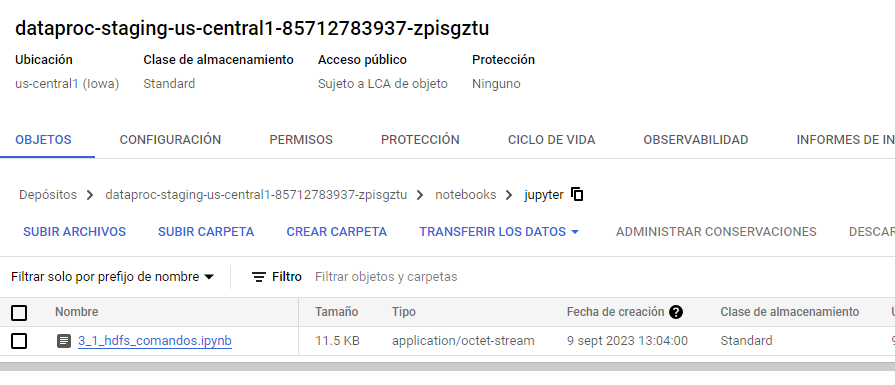 dataproc-staging-us-central1-85712783937-zpisgztu
Ubicación Clase de almacenamiento Acceso público Protección
us-central1 (Iowa) Standard Sujeto a LCA de objeto Ninguno
OBJETOS CONFIGURACIÓN PERMISOS PROTECCIÓN CICLO DE VIDA OBSERVABILIDAD INFORMES DE IN
Depósitos > dataproc-staging-us-central1-85712783937-zpisgztu > notebooks > jupyter
SUBIR ARCHIVOS SUBIR CARPETA CREAR CARPETA TRANSFERIR LOS DATOS ADMINISTRAR CONSERVACIONES DESCAR
Filtrar solo por prefijo de nombre Filtro Filtrar objetos y carpetas
Nombre Tamaño Tipo Fecha de creación ? Clase de almacenamiento
3_1_hdfs_comandos.ipynb 11.5 KB application/octet-stream 9 sept 2023 13:04:00 Standard